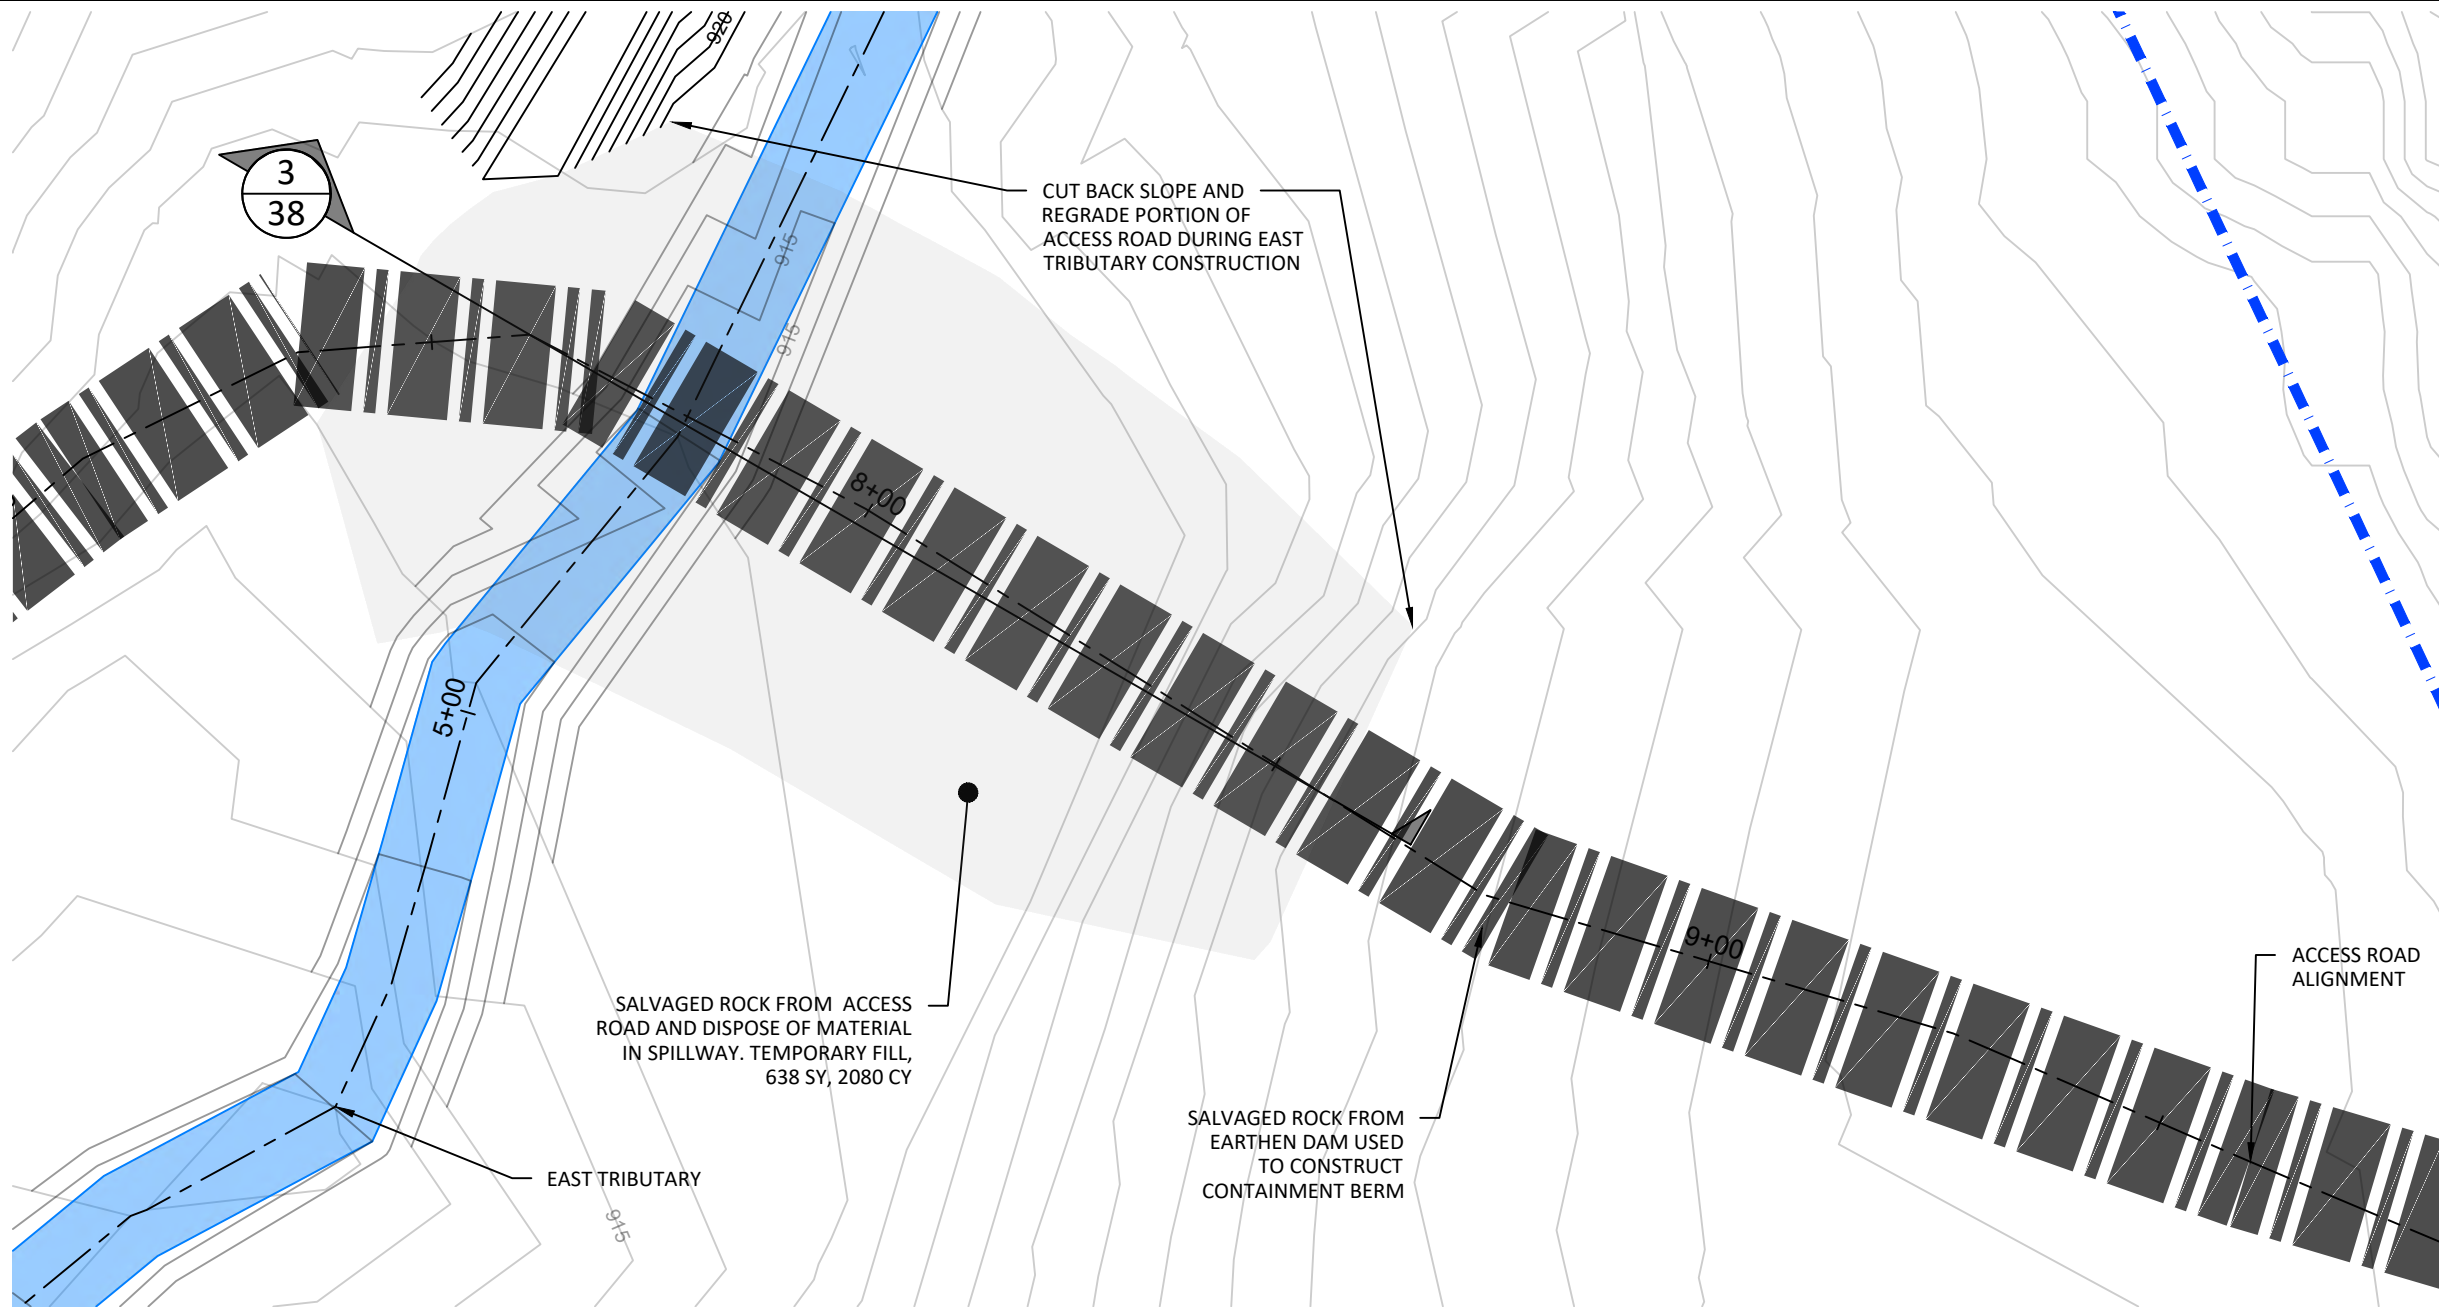 920
3
38
CUT BACK SLOPE AND
REGRADE PORTION OF
ACCESS ROAD DURING EAST
TRIBUTARY CONSTRUCTION
915
915
8+00
5+00
9+00
ACCESS ROAD
ALIGNMENT
SALVAGED ROCK FROM ACCESS
ROAD AND DISPOSE OF MATERIAL
IN SPILLWAY. TEMPORARY FILL,
638 SY, 2080 CY
SALVAGED ROCK FROM
EARTHEN DAM USED
TO CONSTRUCT
CONTAINMENT BERM
EAST TRIBUTARY
915